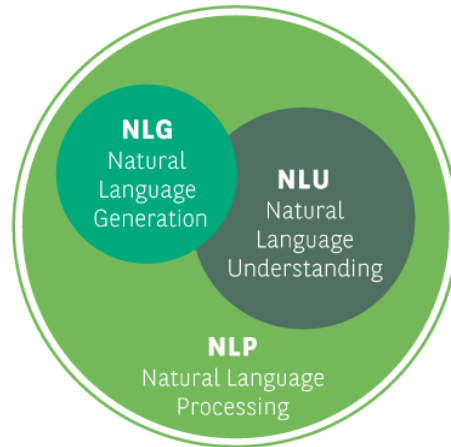 NLG
Natural
Language
Generation
NLU
Natural
Language
Understanding
NLP
Natural Language
Processing